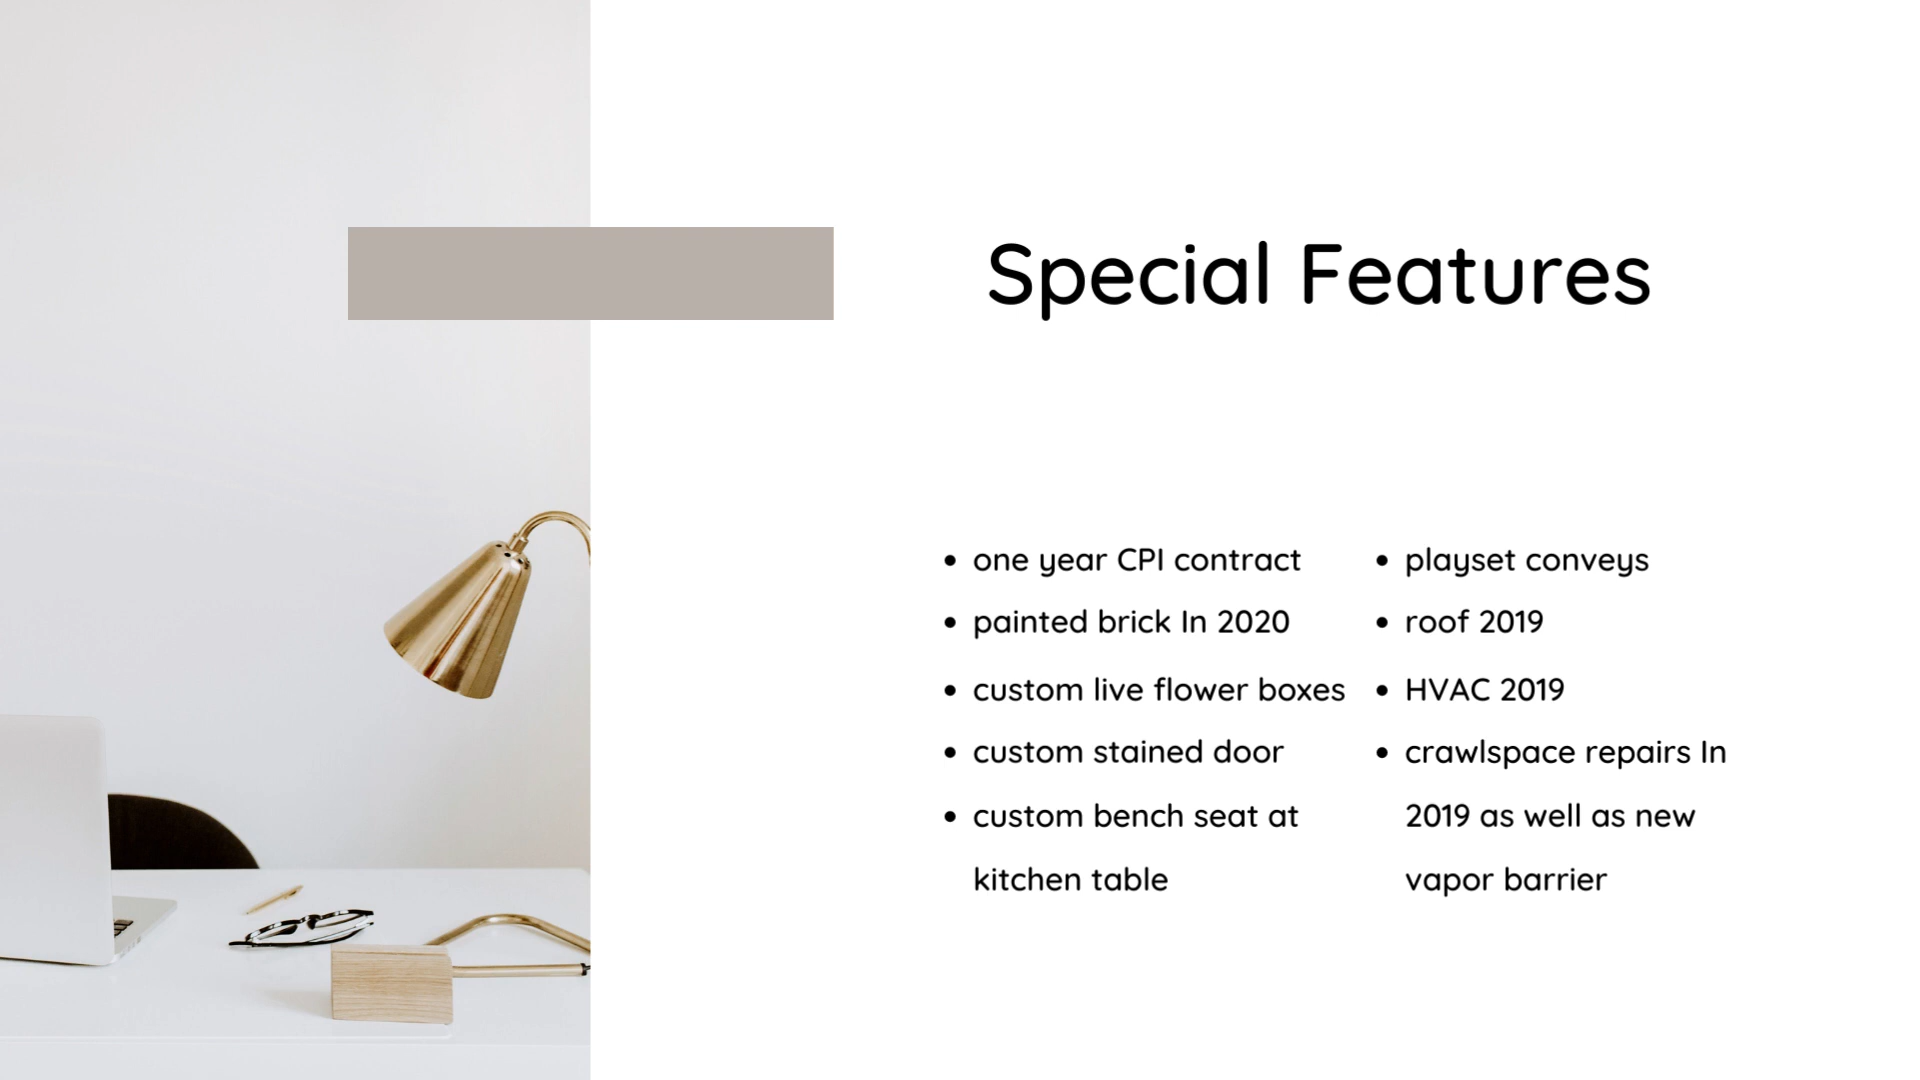 Special Features
one year CPI contract
painted brick In 2020
custom live flower boxes
custom stained door
custom bench seat at
kitchen table
playset conveys
roof 2019
HVAC 2019
crawlspace repairs In
2019 as well as new
vapor barrier